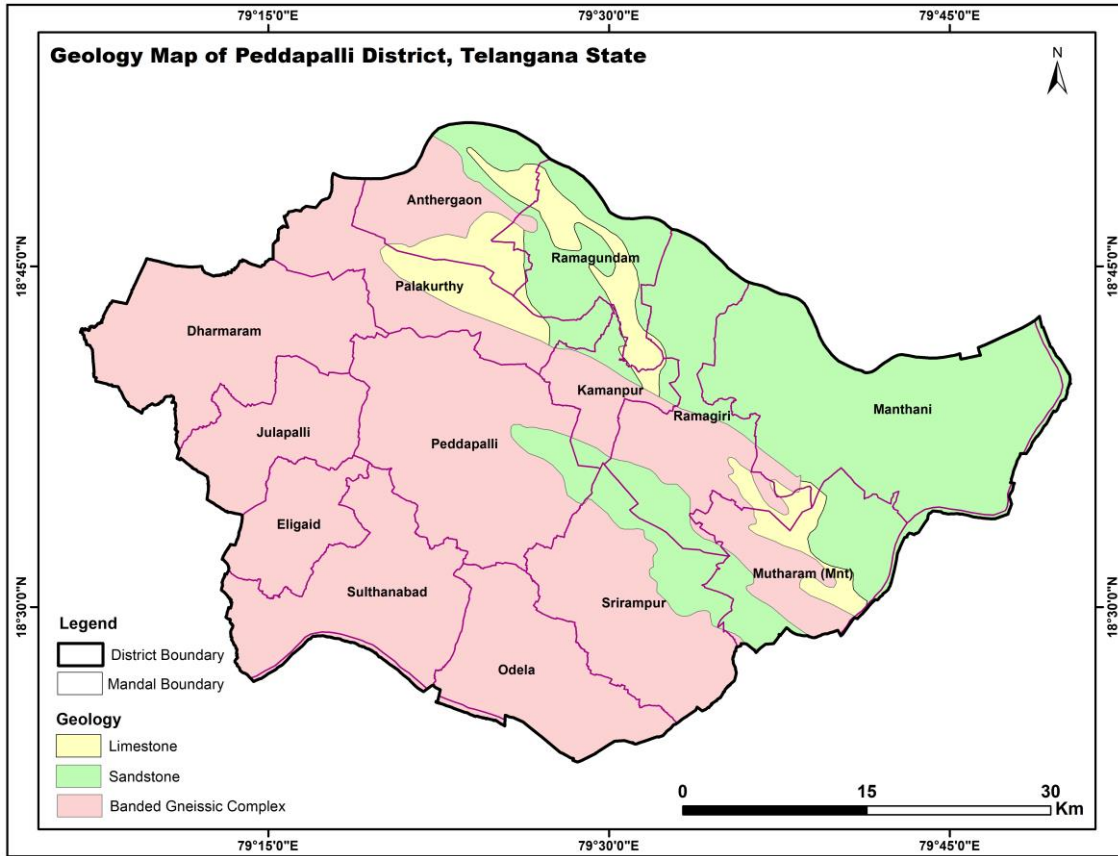 79°15'0"E 79°30'0"E 79°45'0"E
Geology Map of Peddapalli District, Telangana State
N
Anthergaon
18°45'0"N 18°45'0"N
Ramagundam
Palakurthy
Dharmaram
Kamanpur
Manthani
Ramagiri
Julapalli
Peddapalli
Eligaid
Mutharam (Mnt)
Sulthanabad
Srirampur
18°30'0"N 18°30'0"N
Odela
Legend
District Boundary
Mandal Boundary
Geology
Limestone
Sandstone
Banded Gneissic Complex
0 15 30
Km
79°15'0"E 79°30'0"E 79°45'0"E